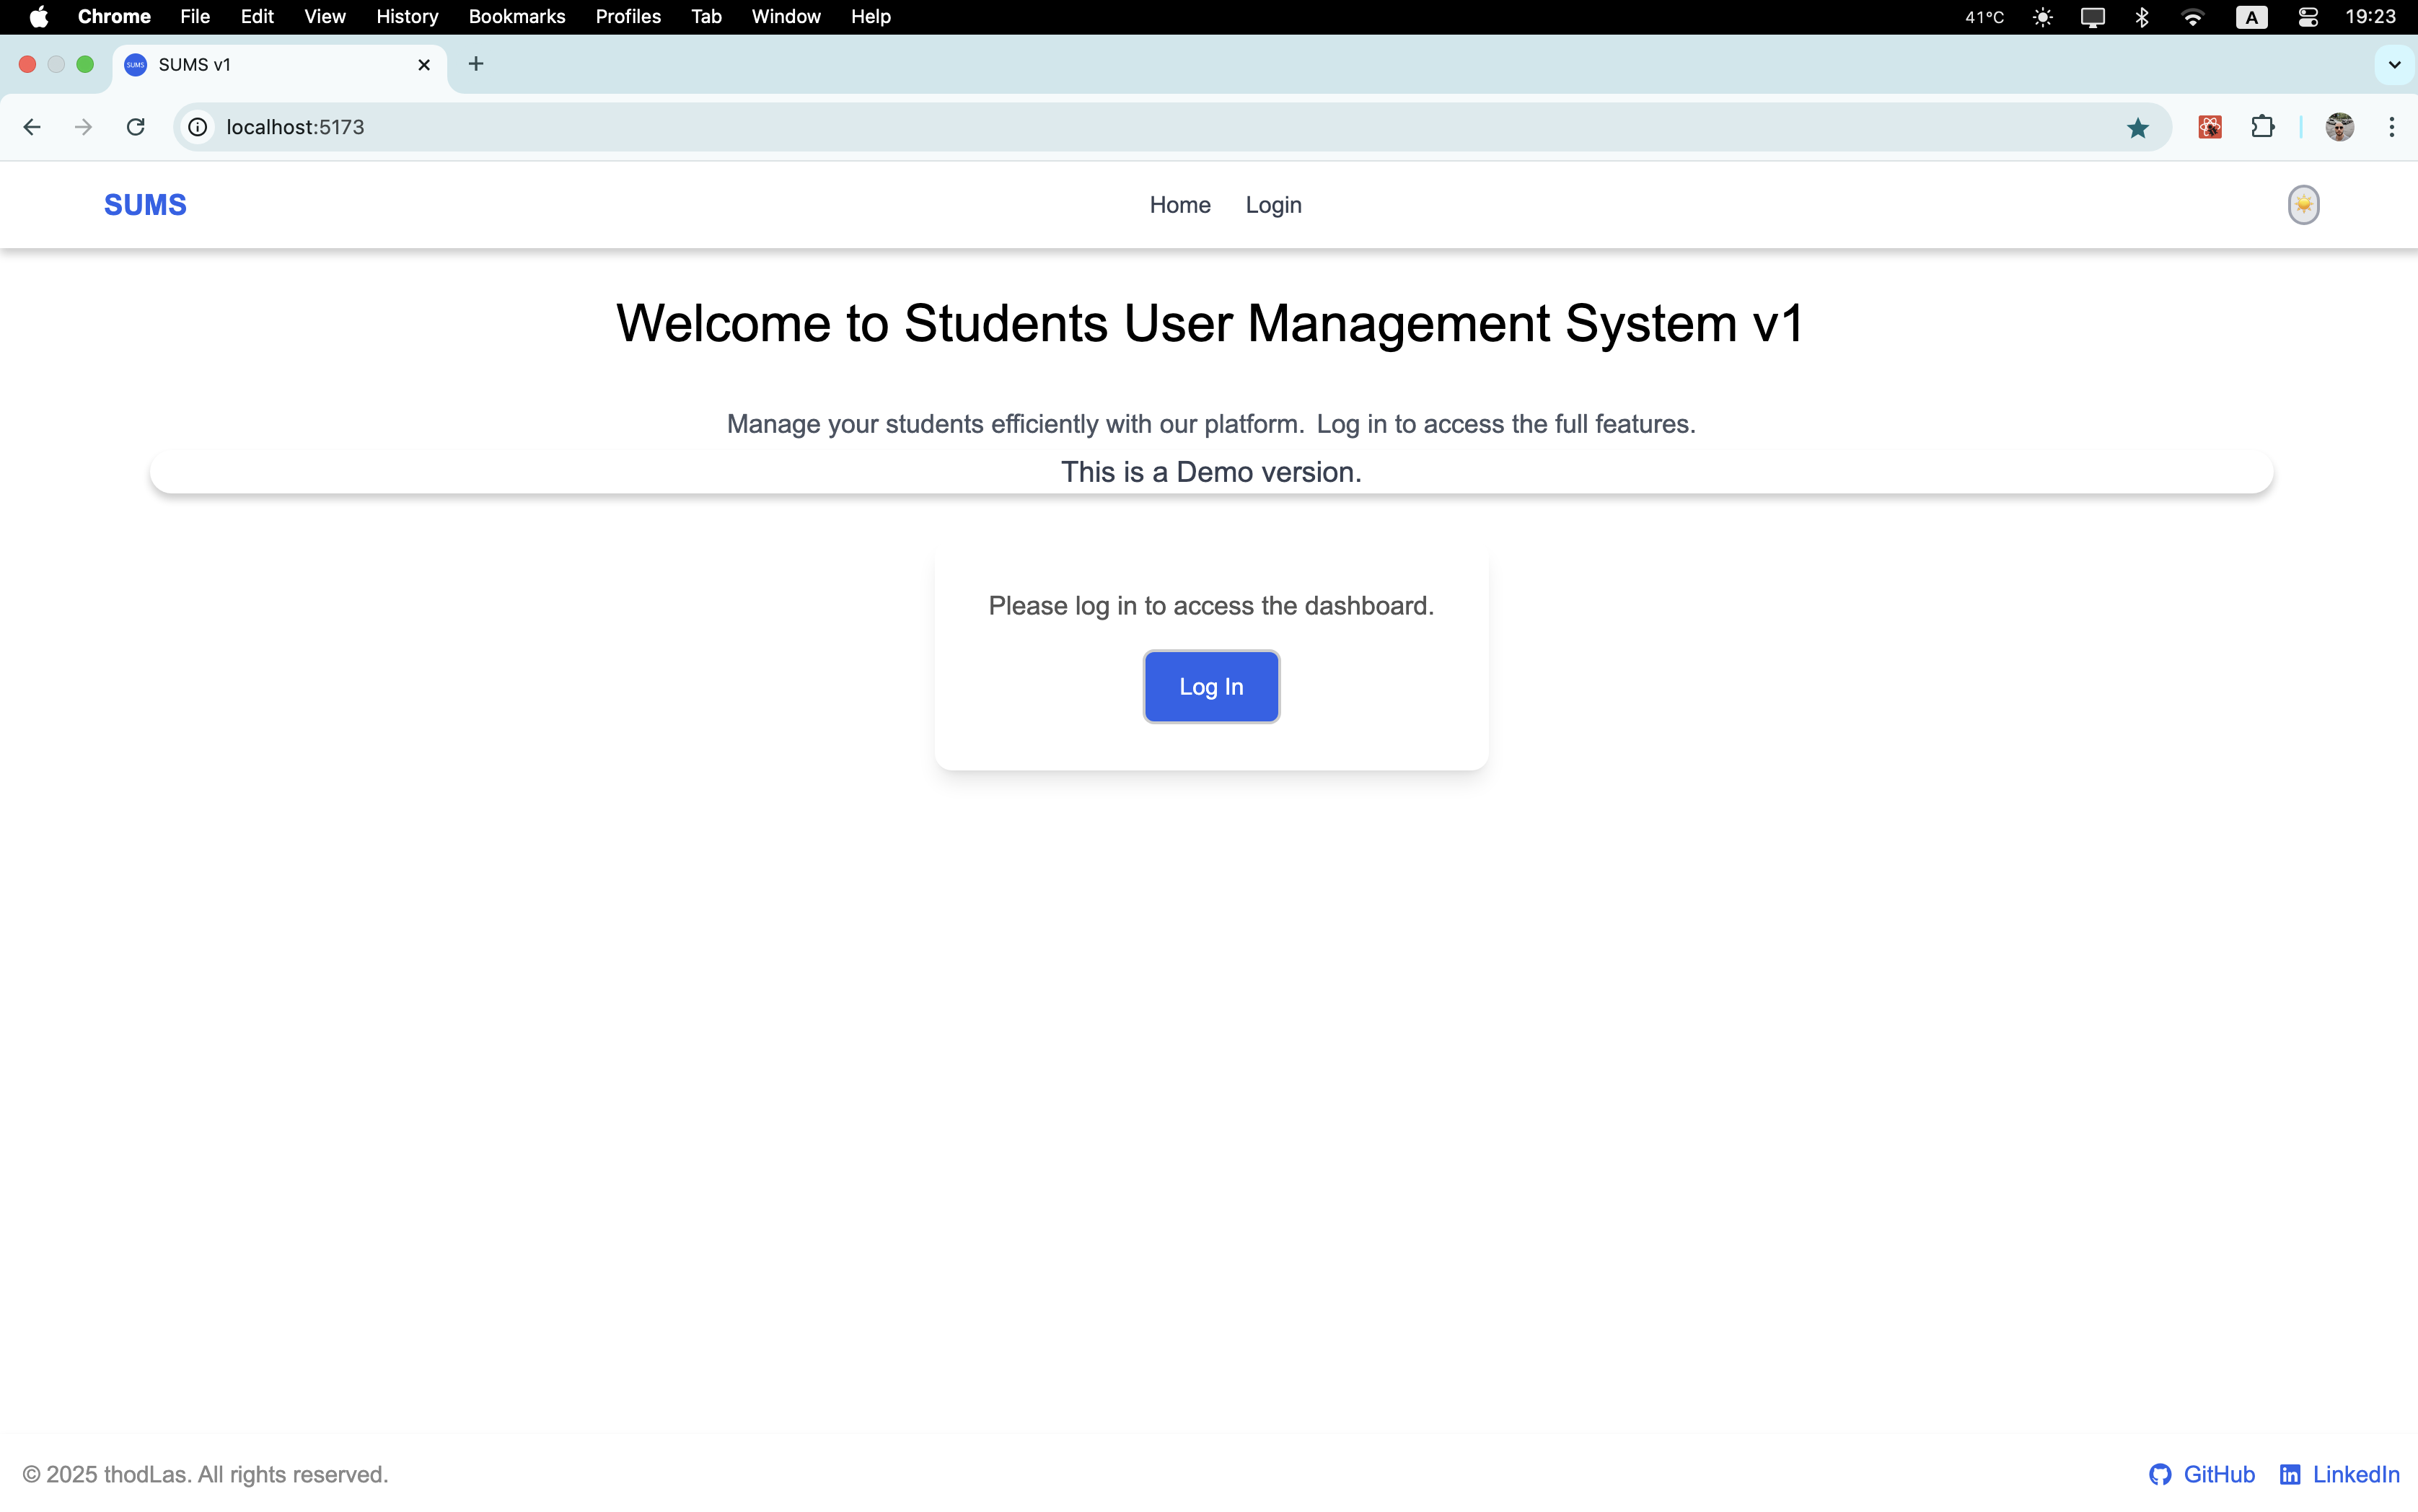 Chrome File Edit View History Bookmarks Profiles Tab Window Help 41°C A 19:23
SUMS SUMS v1
localhost:5173
SUMS Home Login
Welcome to Students User Management System v1
Manage your students efficiently with our platform. Log in to access the full features.
This is a Demo version.
Please log in to access the dashboard.
Log In
© 2025 thodLas. All rights reserved. GitHub LinkedIn